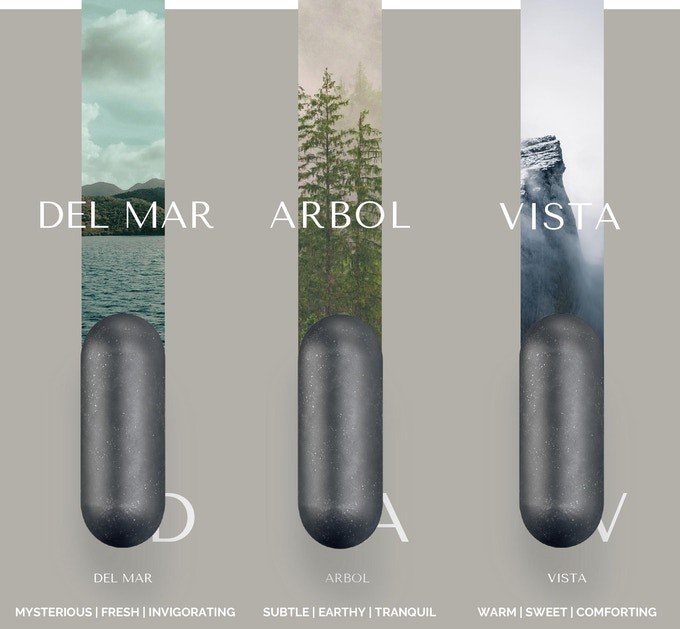 DEL MAR
ARBOL
VISTA
D
A
V
DEL MAR
ARBOL
VISTA
MYSTERIOUS | FRESH | INVIGORATING
SUBTLE | EARTHY | TRANQUIL
WARM | SWEET | COMFORTING